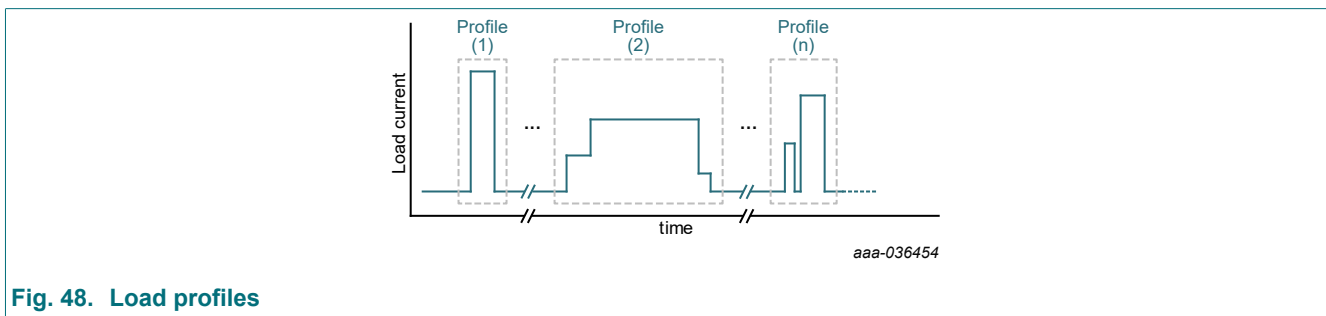 Profile
(1)
Profile
(2)
Profile
(n)
...
...
Load current
time
aaa-036454
Fig. 48. Load profiles